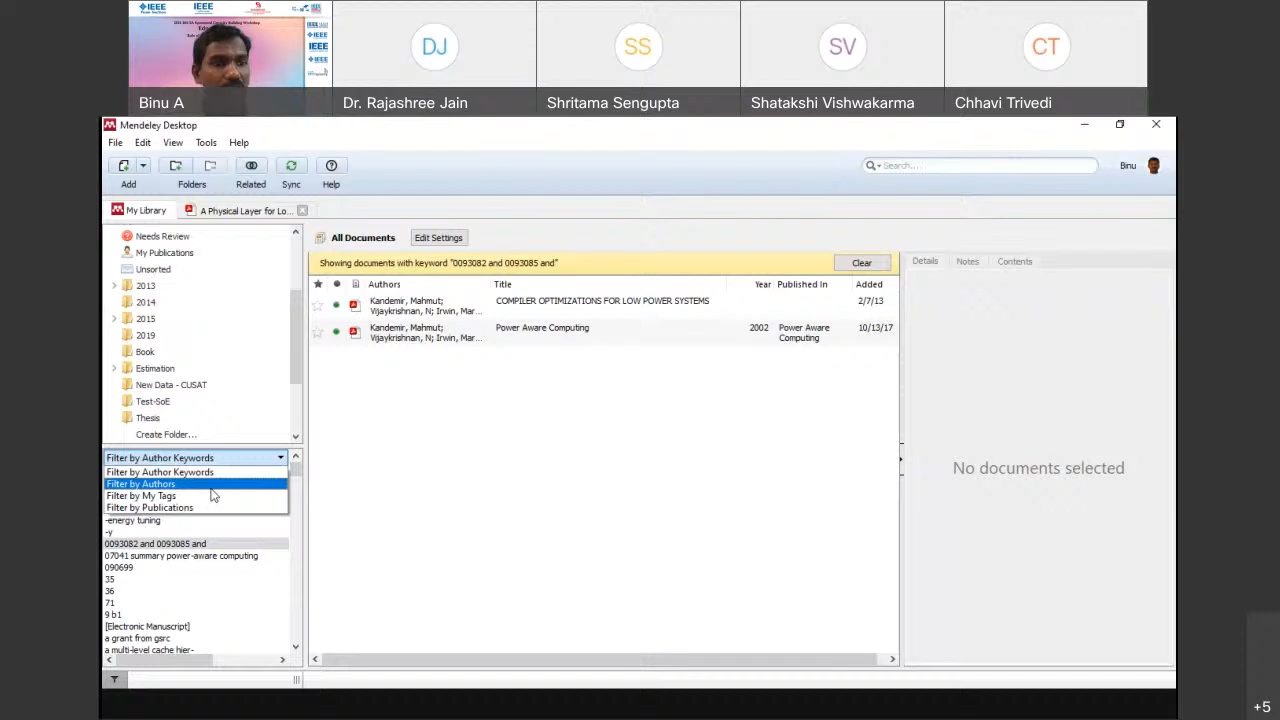 IEEE
IEEE
IEEE
IEEE
IEEE
DJ
SS
SV
CT
Binu A
Dr. Rajashree Jain
Shritama Sengupta
Shatakshi Vishwakarma
Chhavi Trivedi
Mendeley Desktop
File Edit View Tools Help
Search...
Binu
Add Folders Related Sync Help
My Library
A Physical Layer for Lo...
Needs Review
My Publications
Unsorted
2013
2014
2015
2019
Book
Estimation
New Data - CUSAT
Test-SoE
Thesis
Create Folder...
Filter by Author Keywords
Filter by Author Keywords
Filter by Authors
Filter by My Tags
Filter by Publications
-energy tuning
-y
0093082 and 0093085 and
07041 summary power-aware computing
090699
35
36
71
9 b1
[Electronic Manuscript]
a grant from gsrc
a multi-level cache hier-
All Documents
Edit Settings
Showing documents with keyword "0093082 and 0093085 and"
Clear
Authors Title Year Published In Added
Kandemir, Mahmut; COMPILER OPTIMIZATIONS FOR LOW POWER SYSTEMS 2/7/13
Vijaykrishnan, N; Irwin, Mar...
Kandemir, Mahmut; Power Aware Computing 2002 Power Aware 10/13/17
Vijaykrishnan, N; Irwin, Mar... Computing
Details Notes Contents
No documents selected
+5